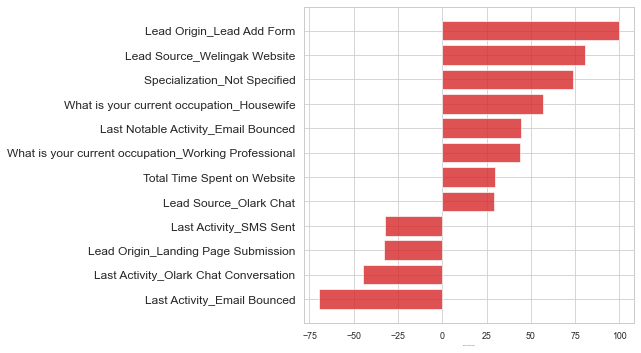 Lead Origin_Lead Add Form
Lead Source_Welingak Website
Specialization_Not Specified
What is your current occupation_Housewife
Last Notable Activity_Email Bounced
What is your current occupation_Working Professional
Total Time Spent on Website
Lead Source_Olark Chat
Last Activity_SMS Sent
Lead Origin_Landing Page Submission
Last Activity_Olark Chat Conversation
Last Activity_Email Bounced
−75 −50 −25 0 25 50 75 100